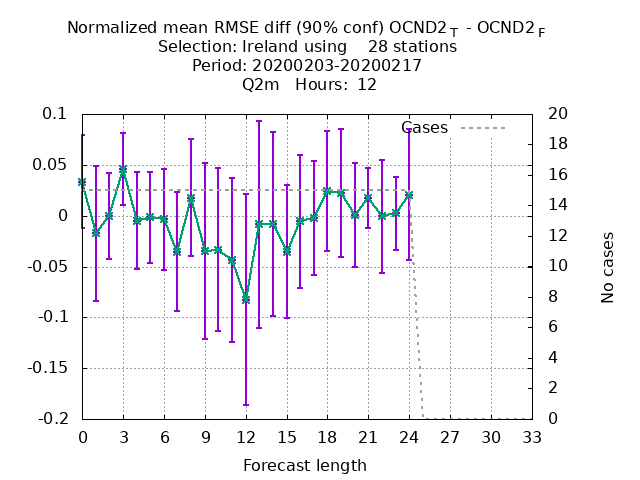 Normalized mean RMSE diff (90% conf) OCND2 T - OCND2 F
Selection: Ireland using 28 stations
Period: 20200203-20200217
Q2m Hours: 12
0.1
0.05
0
-0.05
-0.1
-0.15
-0.2
Cases
20
18
16
14
12
10
8
6
4
2
0
No cases
0 3 6 9 12 15 18 21 24 27 30 33
Forecast length